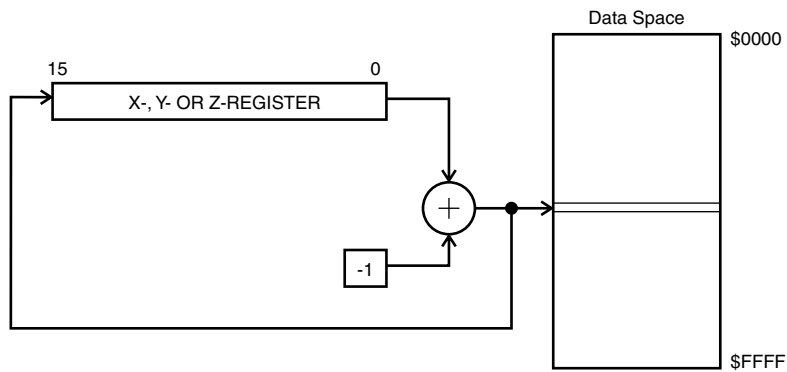 Data Space
$0000
15 0
X-, Y- OR Z-REGISTER
+
-1
$FFFF